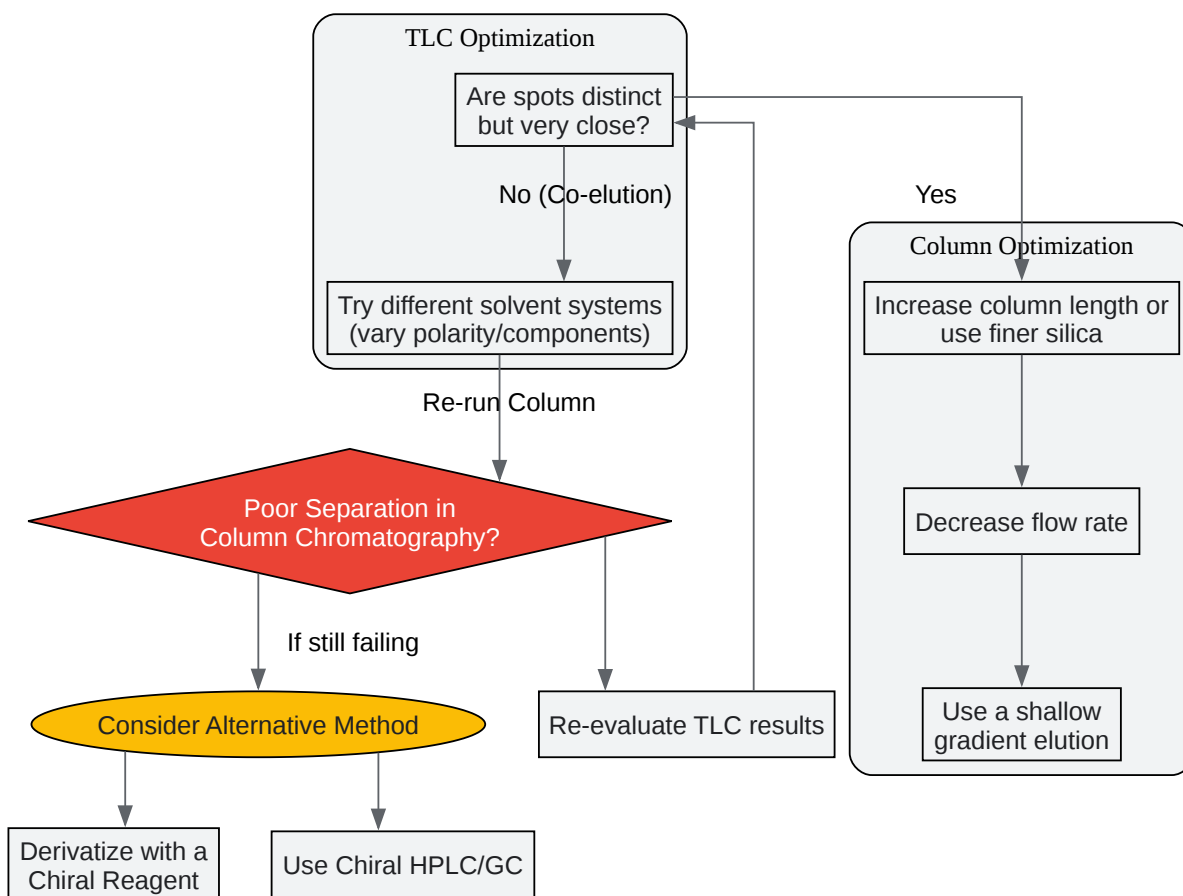 TLC Optimization
Are spots distinct
but very close?
No (Co-elution)
Yes
Column Optimization
Try different solvent systems
(vary polarity/components)
Increase column length or
use finer silica
Re-run Column
Poor Separation in
Column Chromatography?
Decrease flow rate
If still failing
Consider Alternative Method
Re-evaluate TLC results
Use a shallow
gradient elution
Derivatize with a
Chiral Reagent
Use Chiral HPLC/GC